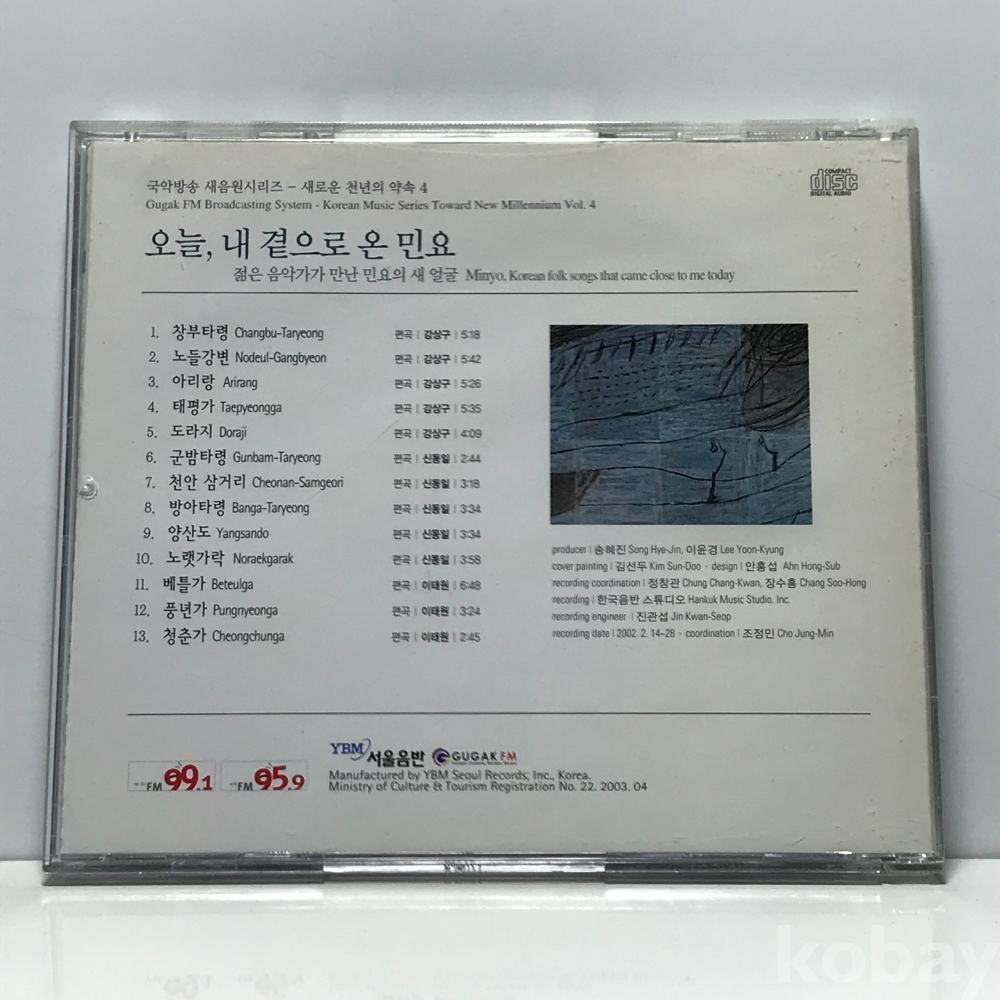 국악방송 새음원시리즈 - 새로운 천년의 약속 4
Gugak FM Broadcasting System - Korean Music Series Toward New Millennium Vol. 4
COMPACT
disc
DIGITAL AUDIO
오늘, 내 곁으로 온 민요
젊은 음악가가 만난 민요의 새 얼굴 Minyo, Korean folk songs that came close to me today
1. 창부타령 Changbu-Taryeong 편곡 | 강상구 | 5:18
2. 노들강변 Nodeul-Gangbyeon 편곡 | 강상구 | 5:42
3. 아리랑 Arirang 편곡 | 강상구 | 5:26
4. 태평가 Taepyeongga 편곡 | 강상구 | 5:35
5. 도라지 Doraji 편곡 | 강상구 | 4:09
6. 군밤타령 Gunbam-Taryeong 편곡 | 신동일 | 2:44
7. 천안 삼거리 Cheonan-Samgeori 편곡 | 신동일 | 3:18
8. 방아타령 Banga-Taryeong 편곡 | 신동일 | 3:34
9. 양산도 Yangsando 편곡 | 신동일 | 3:34
10. 노랫가락 Noraekgarak 편곡 | 신동일 | 3:58
11. 베틀가 Beteulga 편곡 | 이태원 | 6:48
12. 풍년가 Pungnyeonga 편곡 | 이태원 | 3:24
13. 청춘가 Cheongchunga 편곡 | 이태원 | 2:45
producer | 송혜진 Song Hye-Jin, 이윤경 Lee Yoon-Kyung
cover painting | 김선두 Kim Sun-Doo · design | 안홍섭 Ahn Hong-Sub
recording coordination | 정창관 Chung Chang-Kwan, 장수홍 Chang Soo-Hong
recording | 한국음반 스튜디오 Hankuk Music Studio. Inc.
recording engineer | 진관섭 Jin Kwan-Seop
recording date | 2002. 2. 14-28 · coordination | 조정민 Cho Jung-Min
FM 99.1
FM 95.9
YBM 서울음반 GUGAK FM
Manufactured by YBM Seoul Records, Inc., Korea.
Ministry of Culture & Tourism Registration No. 22. 2003. 04
kobay